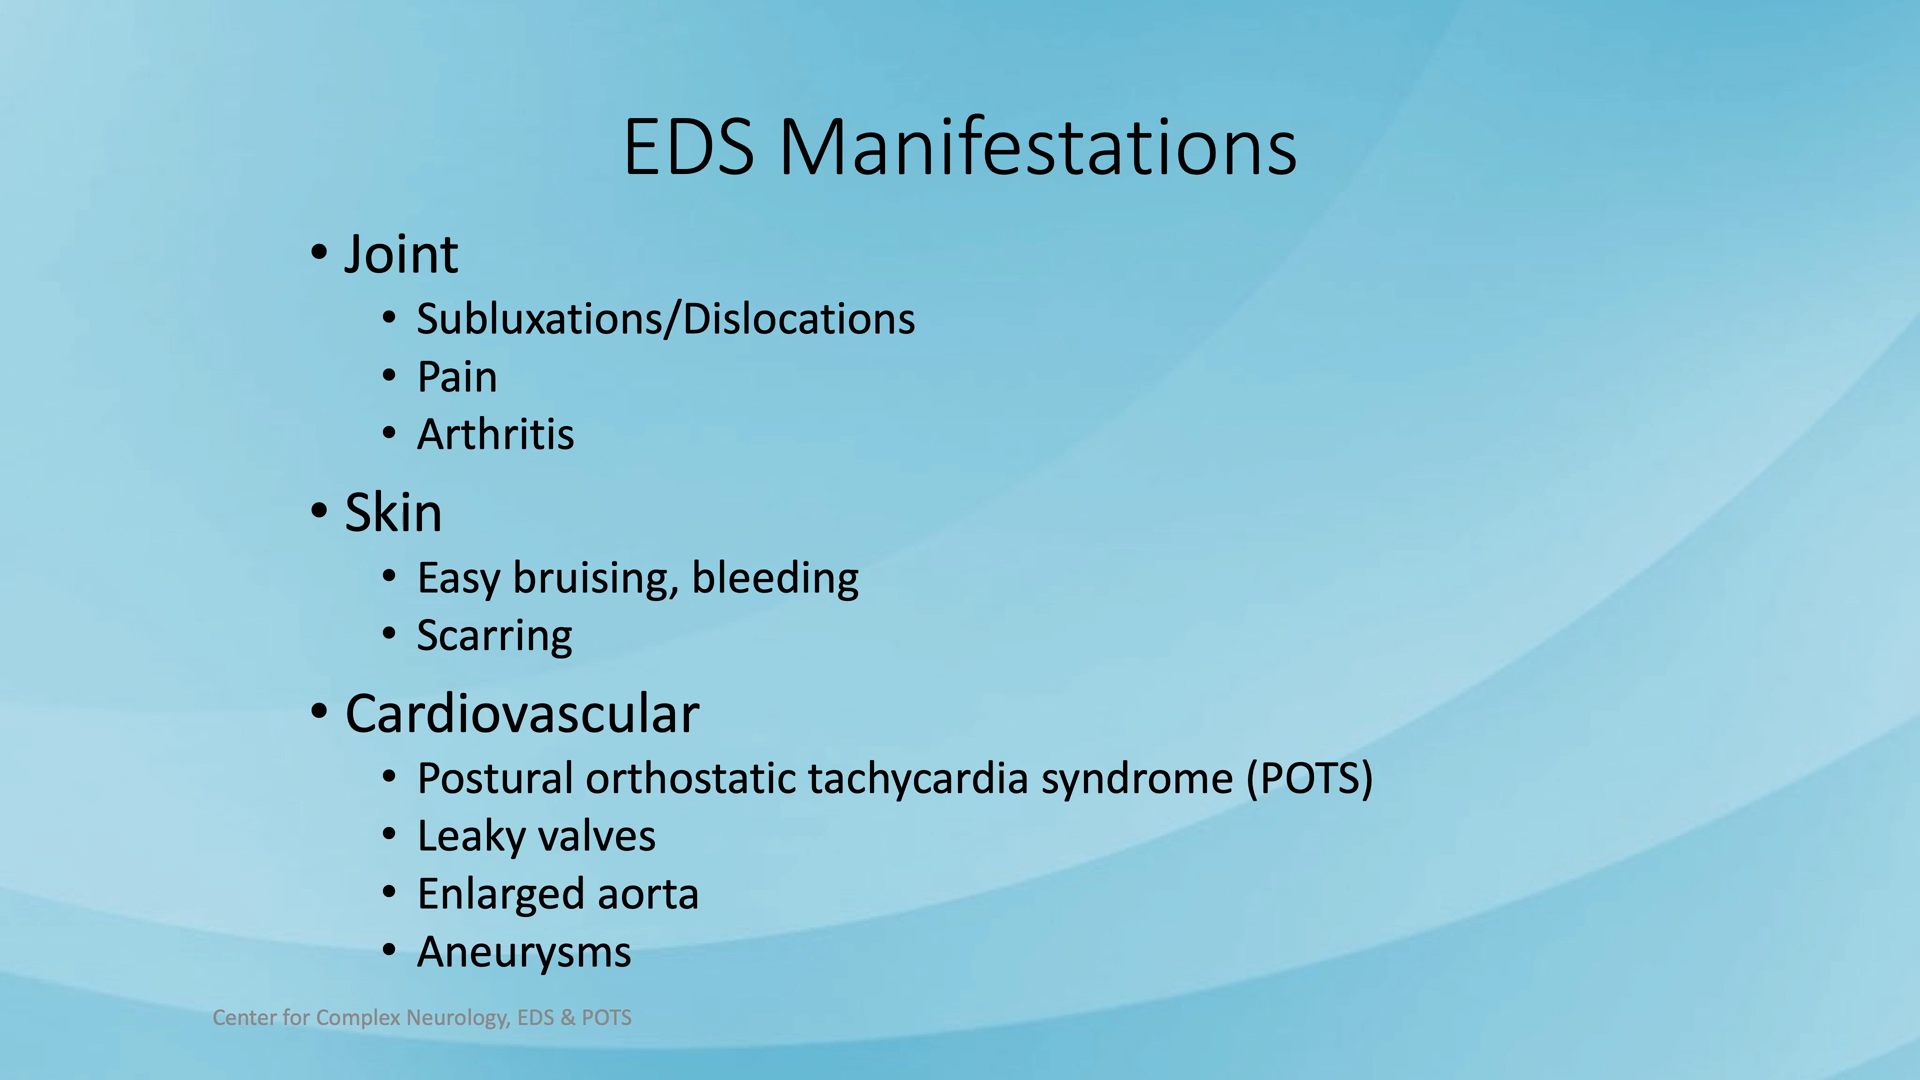 EDS Manifestations
• Joint
• Subluxations/Dislocations
• Pain
• Arthritis
• Skin
• Easy bruising, bleeding
• Scarring
• Cardiovascular
• Postural orthostatic tachycardia syndrome (POTS)
• Leaky valves
• Enlarged aorta
• Aneurysms
Center for Complex Neurology, EDS & POTS